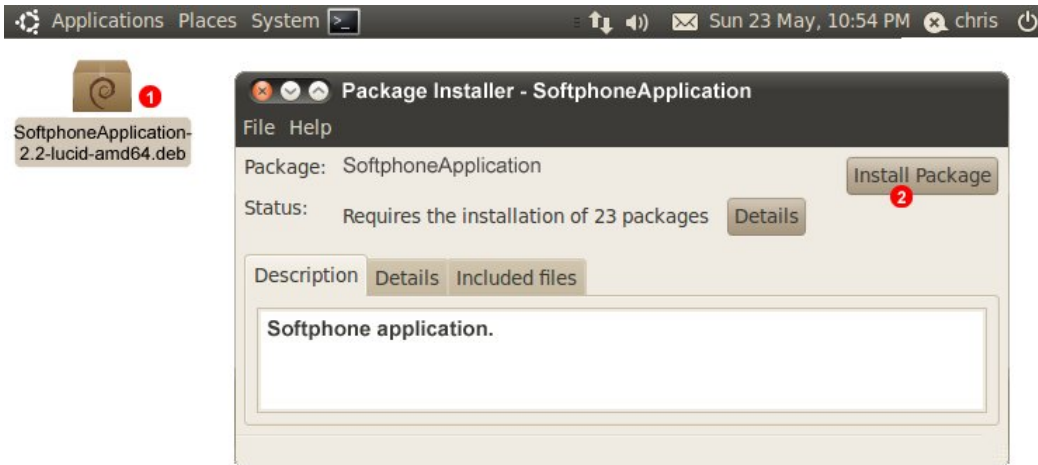 Applications Places System >_ Sun 23 May, 10:54 PM chris
1
SoftphoneApplication-
2.2-lucid-amd64.deb
Package Installer - SoftphoneApplication
File Help
Package: SoftphoneApplication
Install Package
2
Status: Requires the installation of 23 packages Details
Description Details Included files
Softphone application.